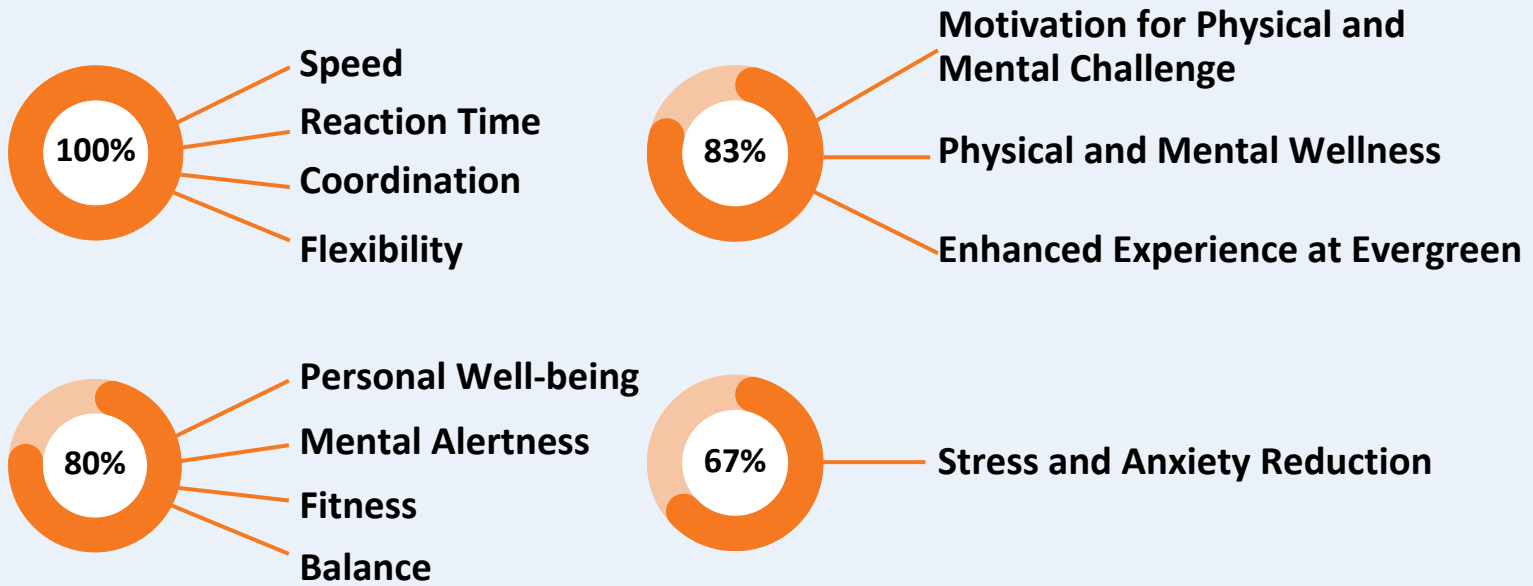 100%
Speed
Reaction Time
Coordination
Flexibility
83%
Motivation for Physical and
Mental Challenge
Physical and Mental Wellness
Enhanced Experience at Evergreen
80%
Personal Well-being
Mental Alertness
Fitness
Balance
67%
Stress and Anxiety Reduction